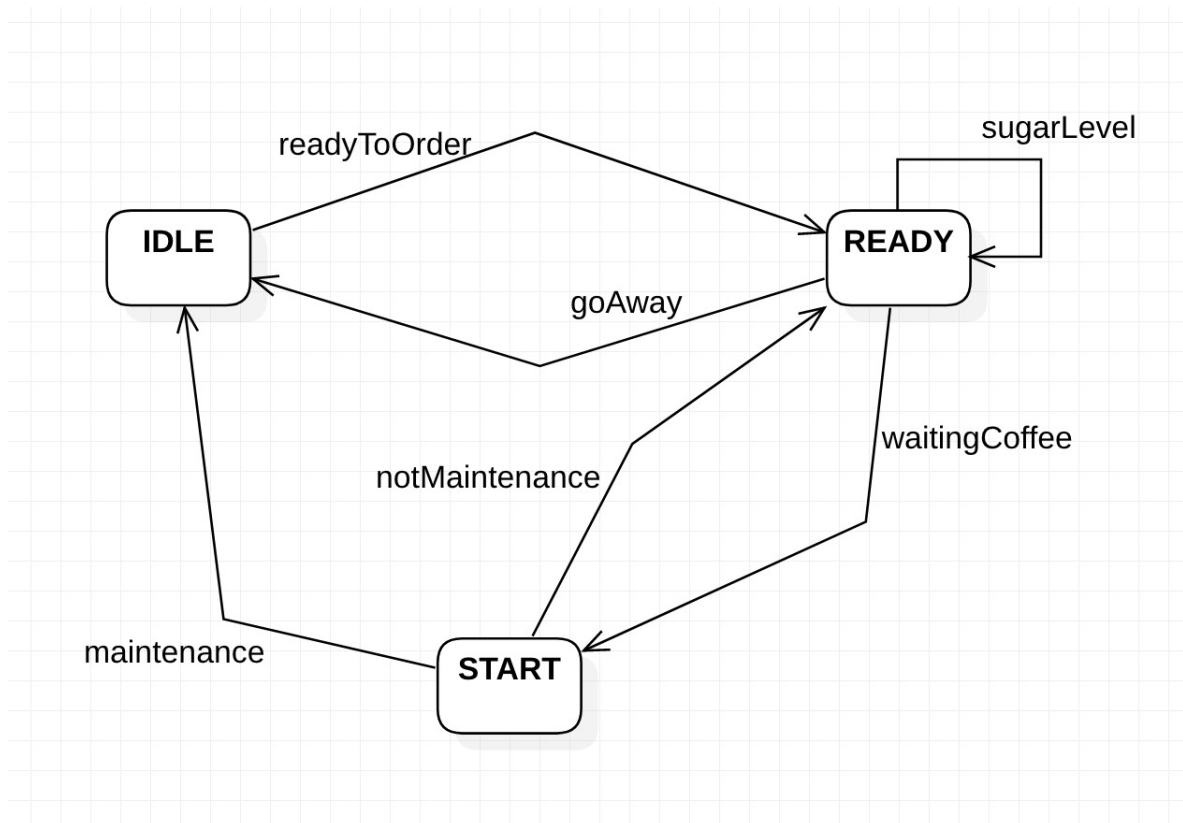 sugarLevel
readyToOrder
IDLE
READY
goAway
waitingCoffee
notMaintenance
maintenance
START